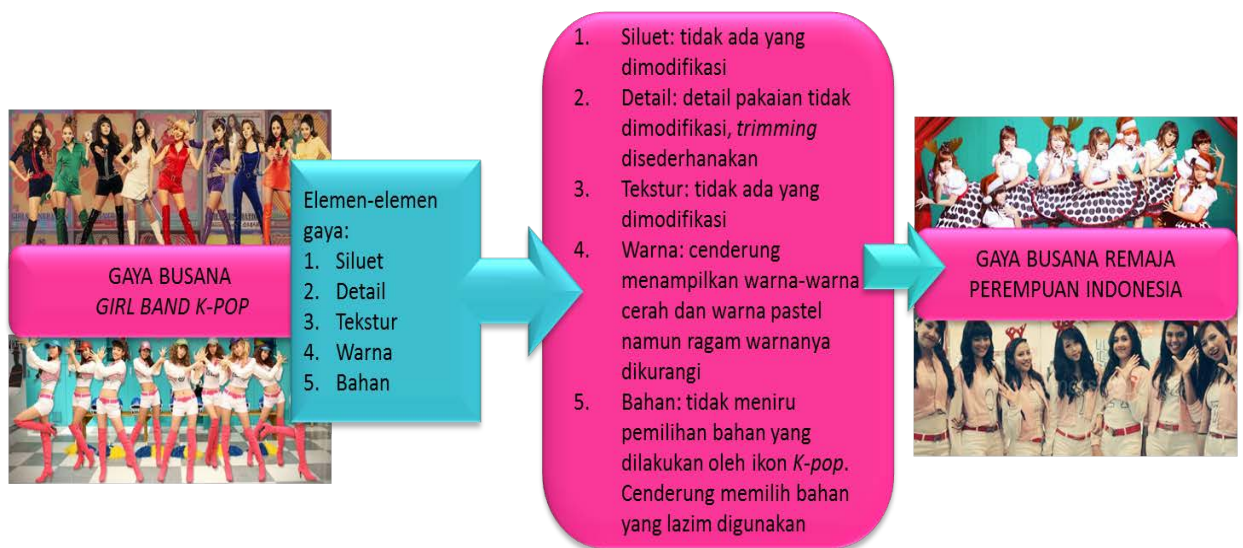 GAYA BUSANA
GIRL BAND K-POP
Elemen-elemen
gaya:
1. Siluet
2. Detail
3. Tekstur
4. Warna
5. Bahan
1. Siluet: tidak ada yang
dimodifikasi
2. Detail: detail pakaian tidak
dimodifikasi, trimming
disederhanakan
3. Tekstur: tidak ada yang
dimodifikasi
4. Warna: cenderung
menampilkan warna-warna
cerah dan warna pastel
namun ragam warnanya
dikurangi
5. Bahan: tidak meniru
pemilihan bahan yang
dilakukan oleh ikon K-pop.
Cenderung memilih bahan
yang lazim digunakan
GAYA BUSANA REMAJA
PEREMPUAN INDONESIA